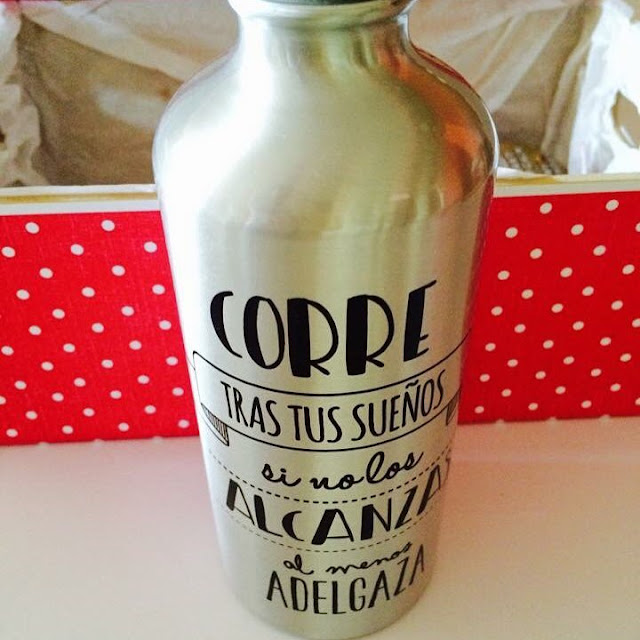 CORRE
TRAS TUS SUEÑOS
si no los
ALCANZAS
al menos
ADELGAZA